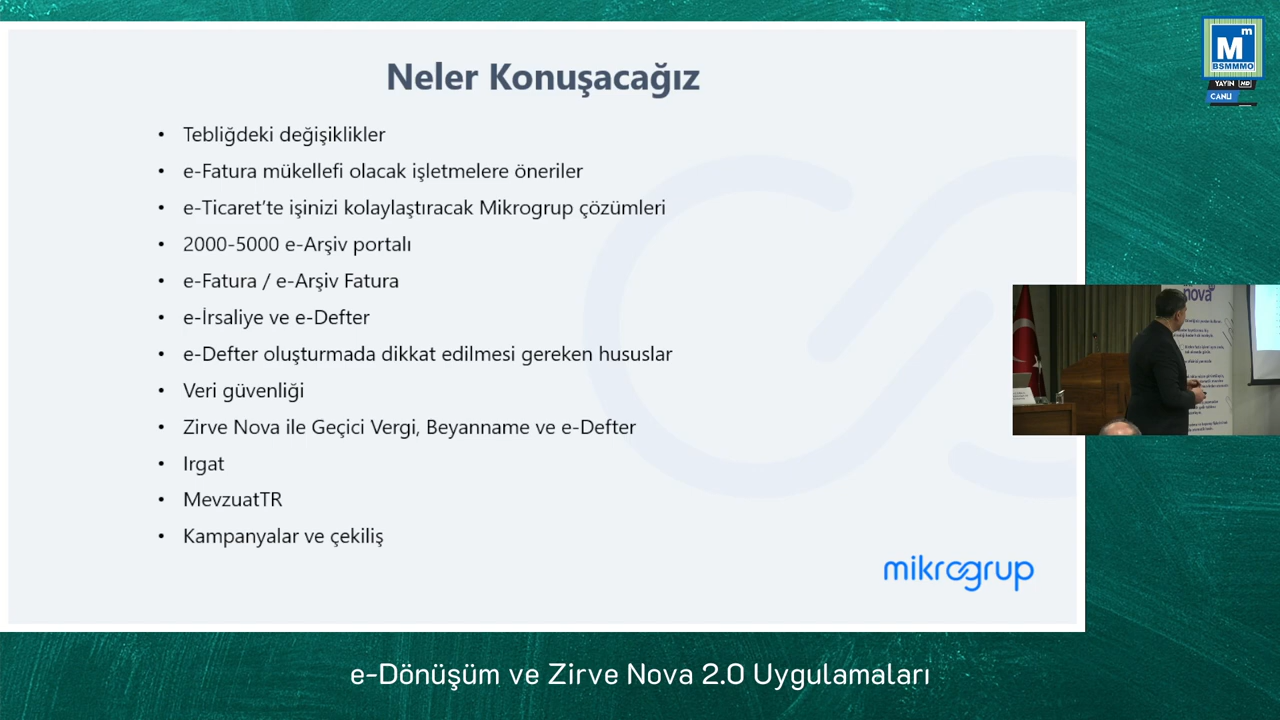 Neler Konuşacağız
• Tebliğdeki değişiklikler
• e-Fatura mükellefi olacak işletmelere öneriler
• e-Ticaret’te işinizi kolaylaştıracak Mikrogrup çözümleri
• 2000-5000 e-Arşiv portalı
• e-Fatura / e-Arşiv Fatura
• e-İrsaliye ve e-Defter
• e-Defter oluşturmada dikkat edilmesi gereken hususlar
• Veri güvenliği
• Zirve Nova ile Geçici Vergi, Beyanname ve e-Defter
• Irgat
• MevzuatTR
• Kampanyalar ve çekiliş
mikrogrup
M m
BSMMMO
YAYIN HD
CANLI
nova
e-Dönüşüm ve Zirve Nova 2.0 Uygulamaları